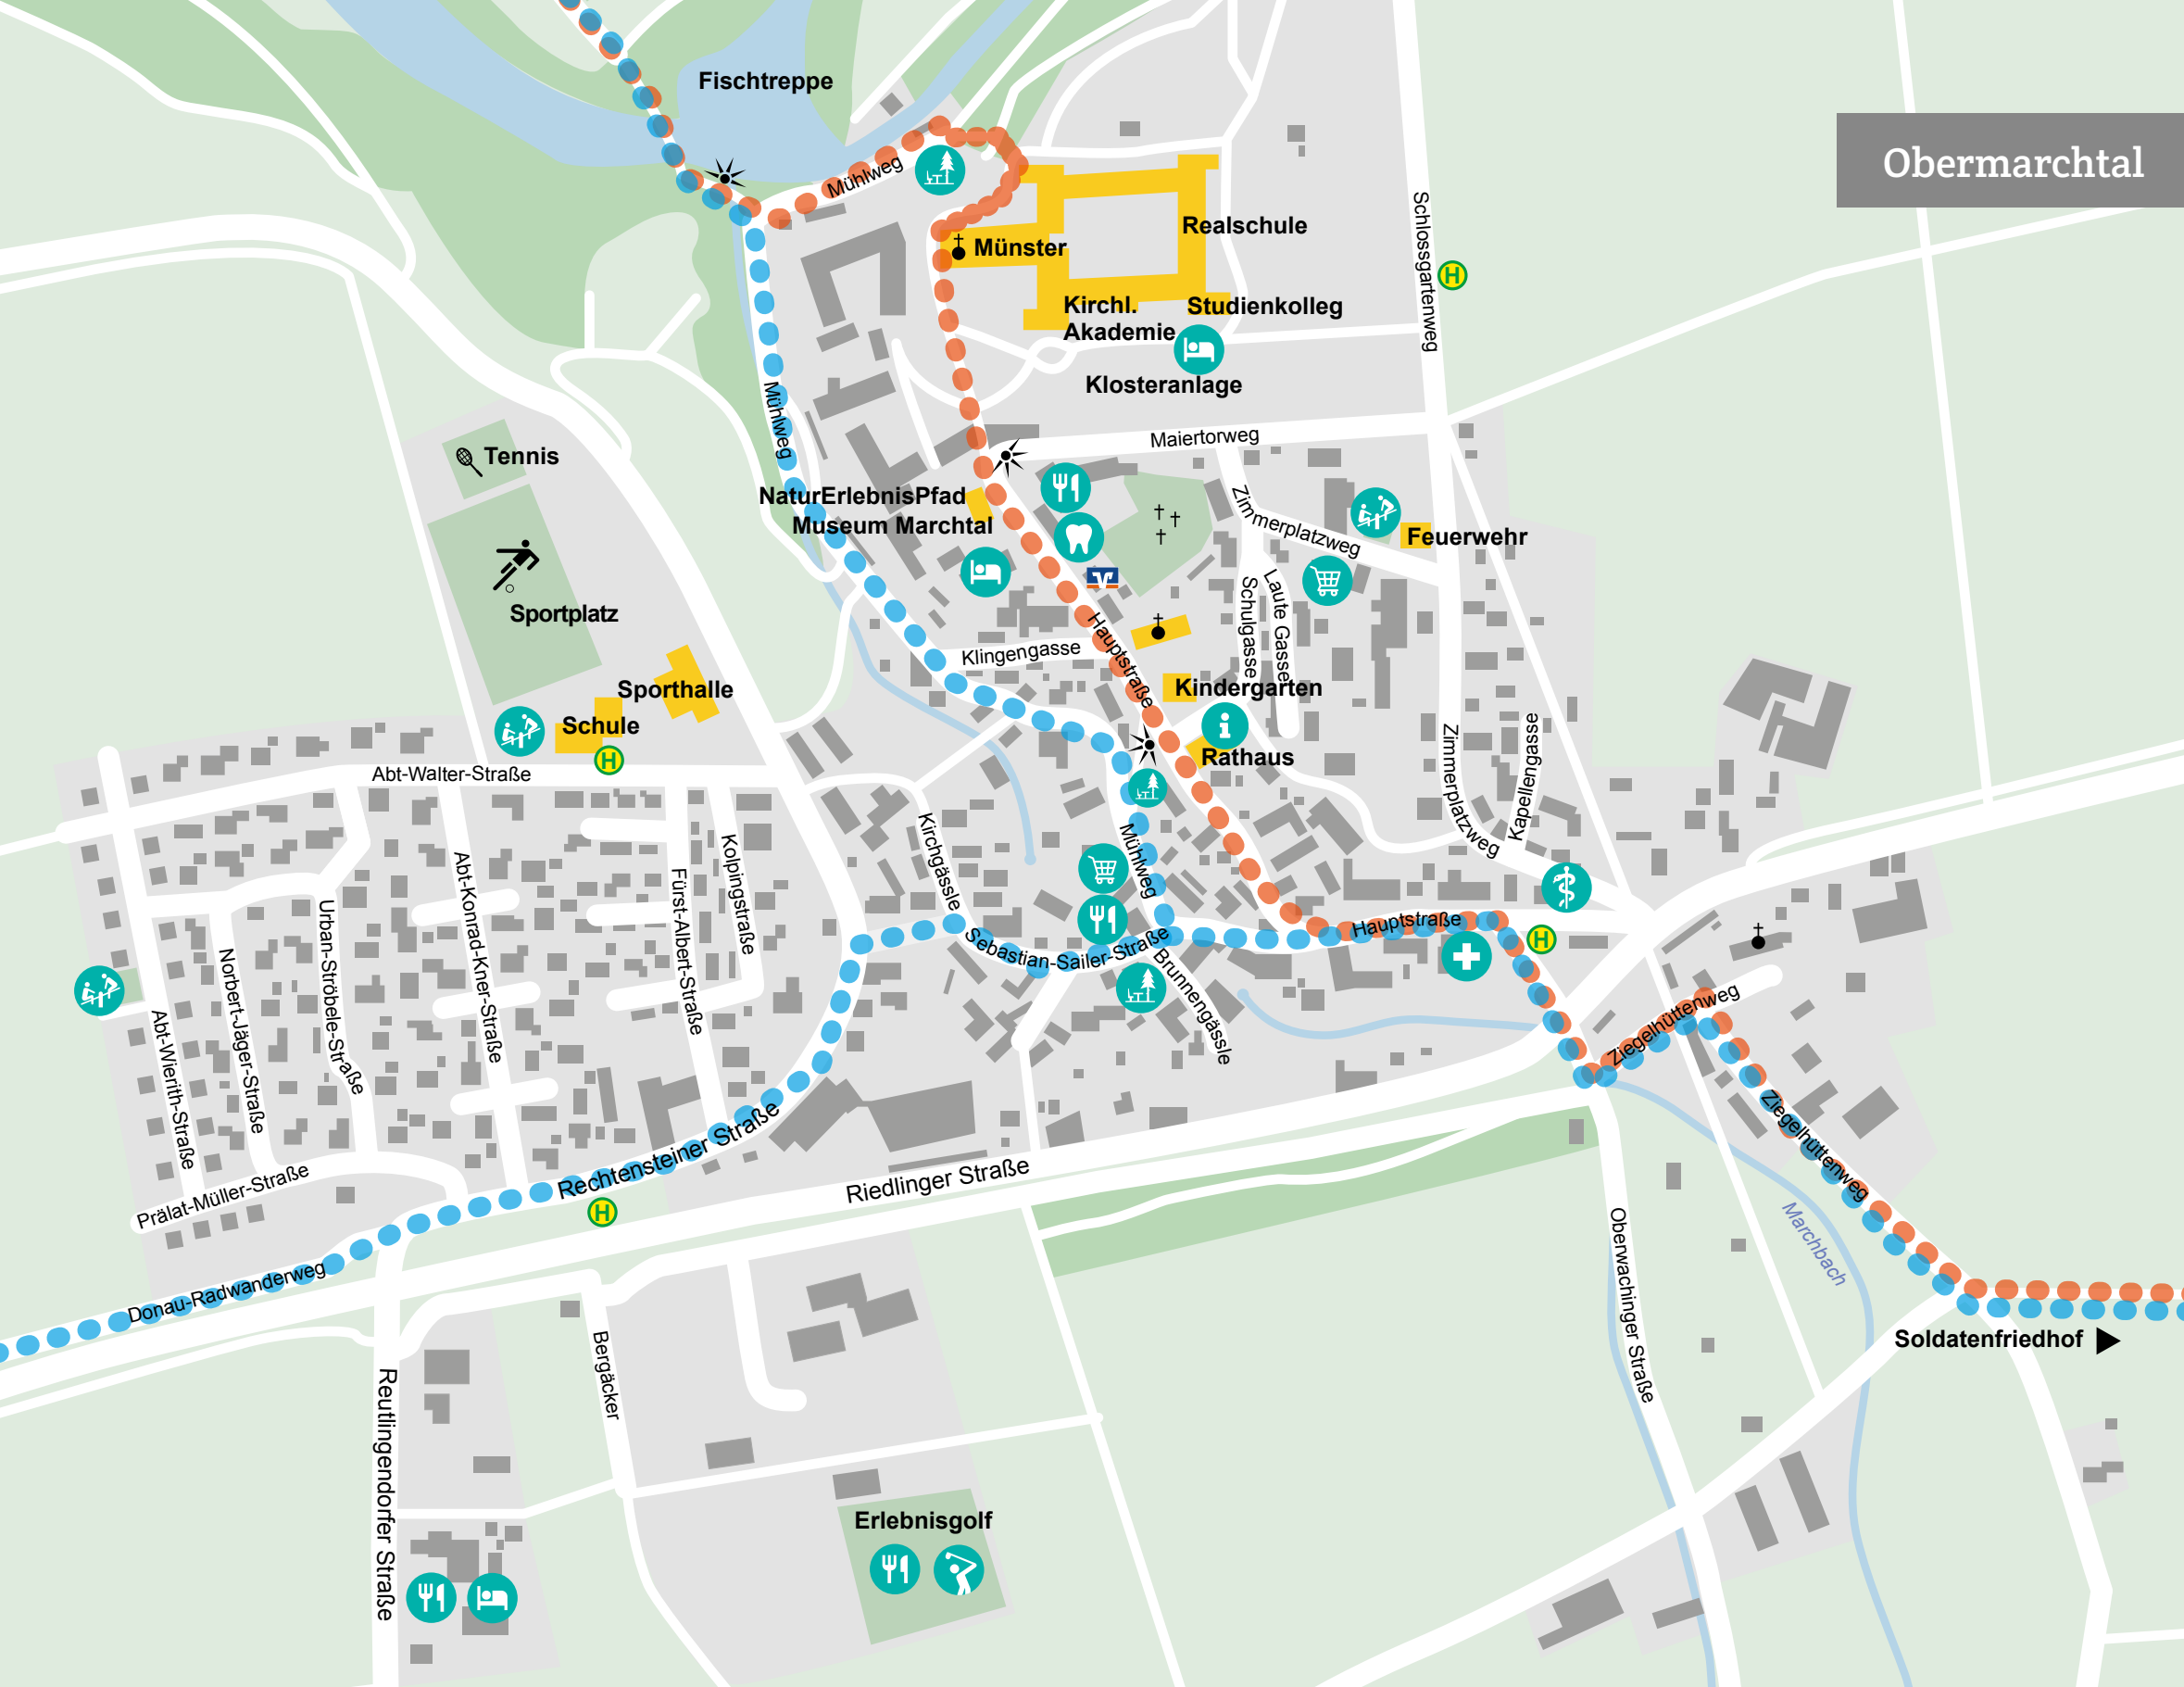 Fischtreppe
Obermarchtal
Mühlweg
Realschule
Münster
Schlossgartenweg
H
Kirchl.
Akademie
Studienkolleg
Klosteranlage
Mühlweg
Maiertorweg
Tennis
NaturErlebnisPfad
Museum Marchtal
Zimmerplatzweg
Feuerwehr
Sportplatz
Schulgasse
Laute Gasse
Hauptstraße
Klingengasse
Sporthalle
Kindergarten
Schule
H
i
Rathaus
Abt-Walter-Straße
Zimmerplatzweg
Kapellengasse
Kirchgässle
Mühlweg
Kolpingstraße
Fürst-Albert-Straße
Abt-Konrad-Kner-Straße
Urban-Ströbele-Straße
Norbert-Jäger-Straße
Abt-Wierith-Straße
Hauptstraße
H
Sebastian-Sailer-Straße
Brunnengässle
Ziegelhüttenweg
Ziegelhüttenweg
Rechtensteiner Straße
Riedlinger Straße
Prälat-Müller-Straße
H
Marchbach
Oberwachinger Straße
Donau-Radwanderweg
Soldatenfriedhof
Bergäcker
Reutlingendorfer Straße
Erlebnisgolf